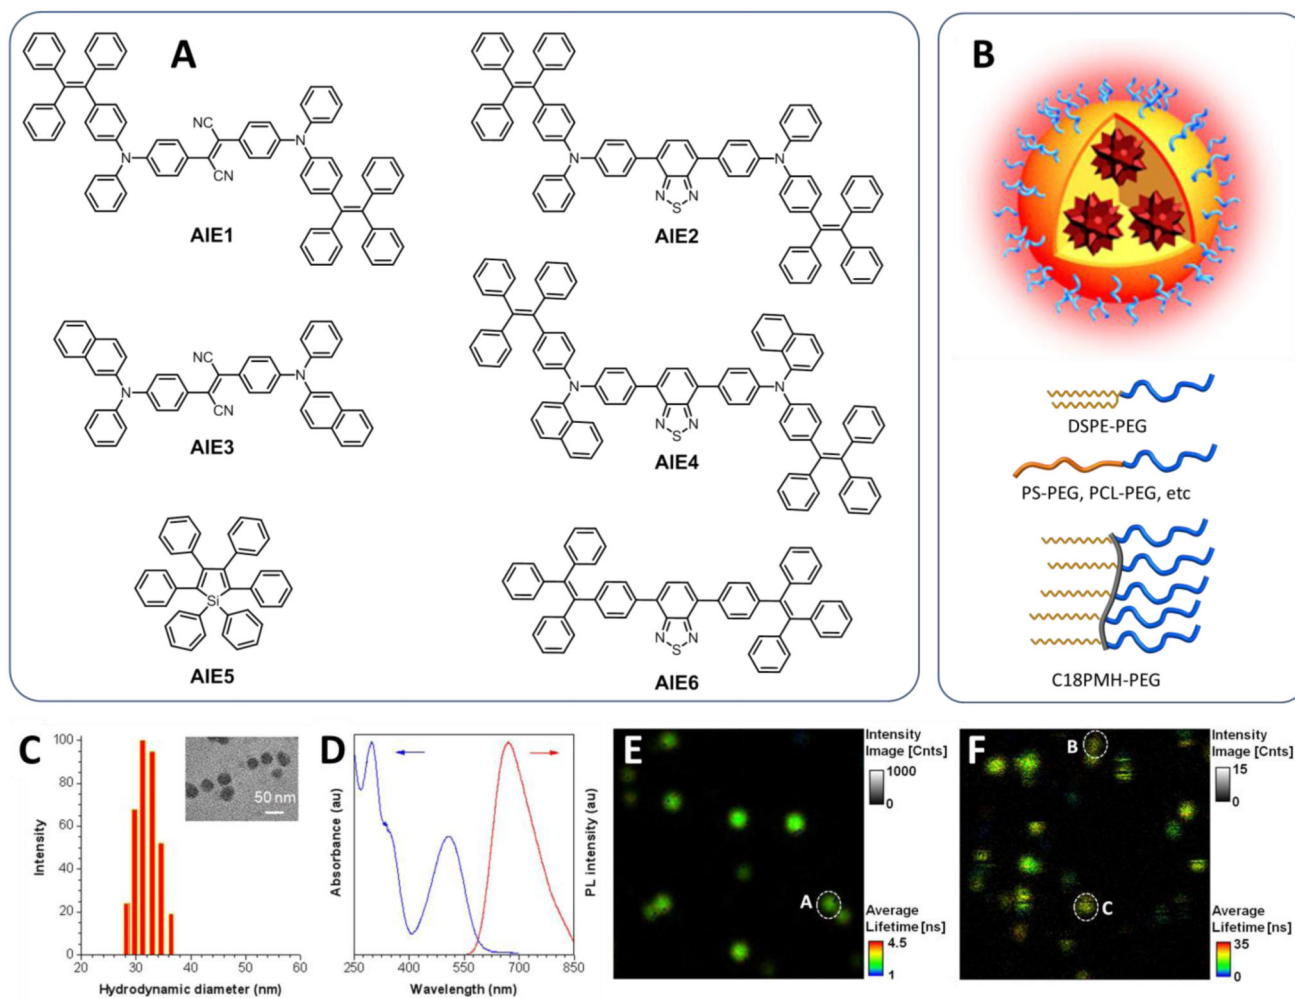 A
NC
CN
N
N
AIE1
N
N
N
N
S
AIE2
NC
CN
N
N
AIE3
N
N
N
N
S
AIE4
Si
AIE5
N
N
S
AIE6
B
DSPE-PEG
PS-PEG, PCL-PEG, etc
C18PMH-PEG
C
100
80
60
40
20
0
Intensity
20 30 40 50 60
Hydrodynamic diameter (nm)
50 nm
D
Absorbance (au)
PL intensity (au)
250 400 550 700 850
Wavelength (nm)
E
A
Intensity
Image [Cnts]
1000
0
Average
Lifetime [ns]
4.5
1
F
B
C
Intensity
Image [Cnts]
15
0
Average
Lifetime [ns]
35
0